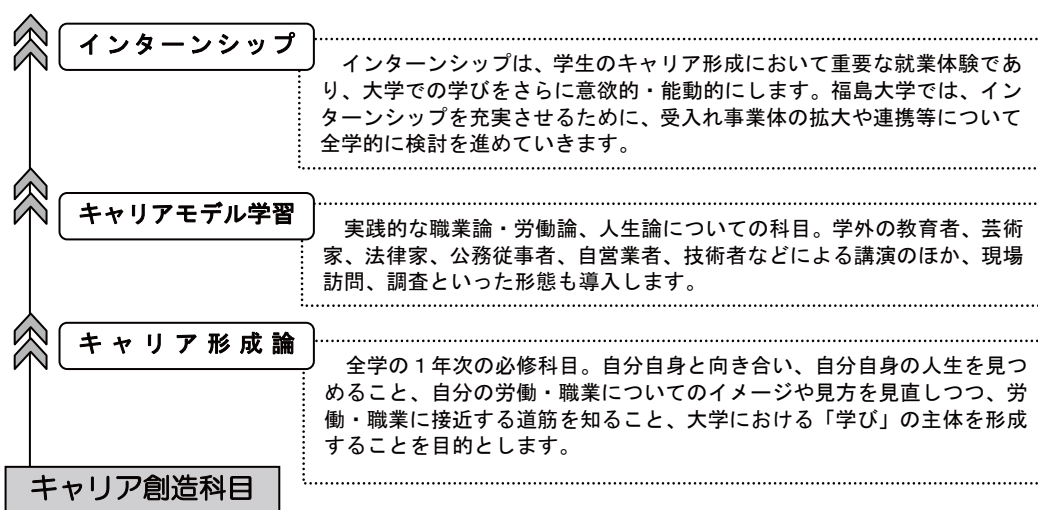 インターンシップ
インターンシップは、学生のキャリア形成において重要な就業体験であ
り、大学での学びをさらに意欲的・能動的にします。福島大学では、イン
ターンシップを充実させるために、受入れ事業体の拡大や連携等について
全学的に検討を進めていきます。
キャリアモデル学習
実践的な職業論・労働論、人生論についての科目。学外の教育者、芸術
家、法律家、公務従事者、自営業者、技術者などによる講演のほか、現場
訪問、調査といった形態も導入します。
キャリア形成論
全学の1年次の必修科目。自分自身と向き合い、自分自身の人生を見つ
めること、自分の労働・職業についてのイメージや見方を見直しつつ、労
働・職業に接近する道筋を知ること、大学における「学び」の主体を形成
することを目的とします。
キャリア創造科目